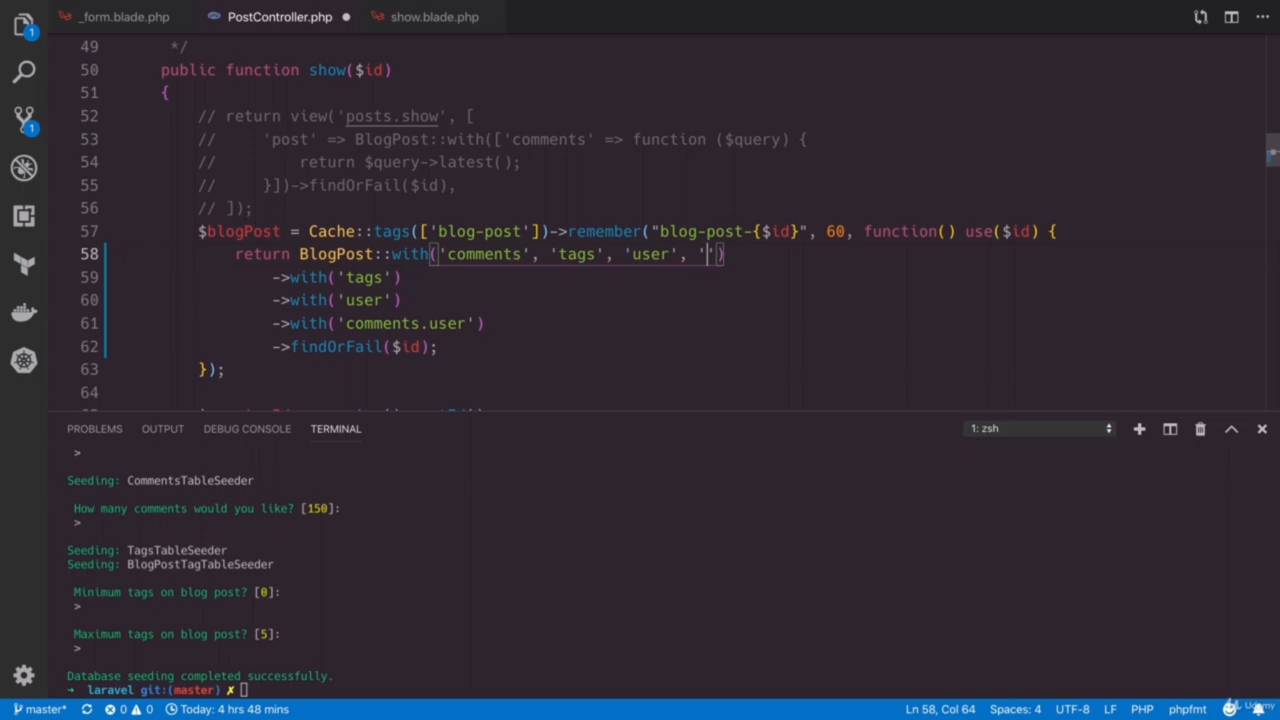 _form.blade.php PostController.php show.blade.php
1
1
49 */
50 public function show($id)
51 {
52 // return view('posts.show', [
53 // 'post' => BlogPost::with(['comments' => function ($query) {
54 // return $query->latest();
55 // }])->findOrFail($id),
56 // ]);
57 $blogPost = Cache::tags(['blog-post'])->remember("blog-post-{$id}", 60, function() use($id) {
58 return BlogPost::with('comments', 'tags', 'user', '')
59 ->with('tags')
60 ->with('user')
61 ->with('comments.user')
62 ->findOrFail($id);
63 });
64
PROBLEMS OUTPUT DEBUG CONSOLE TERMINAL 1: zsh
>
Seeding: CommentsTableSeeder
How many comments would you like? [150]:
>
Seeding: TagsTableSeeder
Seeding: BlogPostTagTableSeeder
Minimum tags on blog post? [0]:
>
Maximum tags on blog post? [5]:
>
Database seeding completed successfully.
➜ laravel git:(master) ✗
master* 0 0 Today: 4 hrs 48 mins Ln 58, Col 64 Spaces: 4 UTF-8 LF PHP phpfmt
Udemy